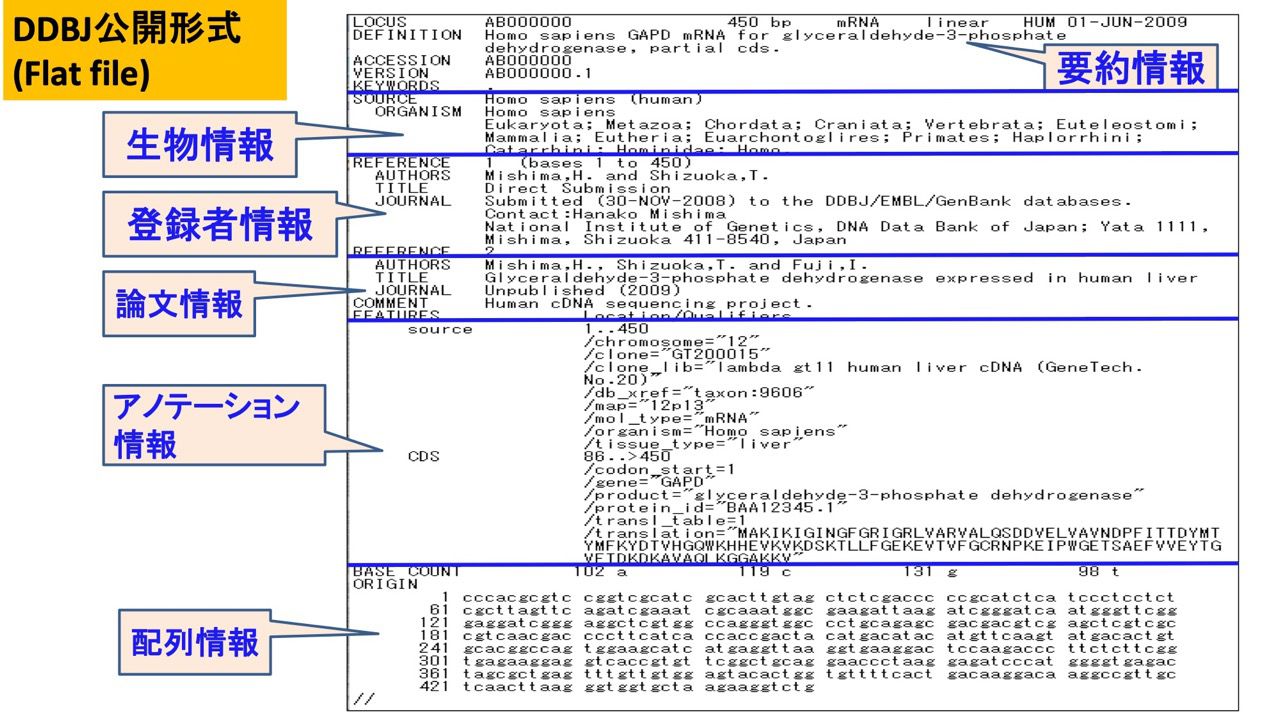 DDBJ公開形式
(Flat file)
LOCUS AB000000 450 bp mRNA linear HUM 01-JUN-2009
DEFINITION Homo sapiens GAPD mRNA for glyceraldehyde-3-phosphate
dehydrogenase, partial cds.
ACCESSION AB000000
VERSION AB000000.1
KEYWORDS .
要約情報
SOURCE Homo sapiens (human)
ORGANISM Homo sapiens
Eukaryota; Metazoa; Chordata; Craniata; Vertebrata; Euteleostomi;
Mammalia; Eutheria; Euarchontoglires; Primates; Haplorrhini;
Catarrhini; Hominidae; Homo.
生物情報
REFERENCE 1 (bases 1 to 450)
AUTHORS Mishima,H. and Shizuoka,T.
TITLE Direct Submission
JOURNAL Submitted (30-NOV-2008) to the DDBJ/EMBL/GenBank databases.
Contact:Hanako Mishima
National Institute of Genetics, DNA Data Bank of Japan; Yata 1111,
Mishima, Shizuoka 411-8540, Japan
登録者情報
REFERENCE 2
AUTHORS Mishima,H., Shizuoka,T. and Fuji,I.
TITLE Glyceraldehyde-3-phosphate dehydrogenase expressed in human liver
JOURNAL Unpublished (2009)
COMMENT Human cDNA sequencing project.
論文情報
FEATURES Location/Qualifiers
source 1..450
/chromosome="12"
/clone="GT200015"
/clone_lib="lambda gt11 human liver cDNA (GeneTech.
No.20)"
/db_xref="taxon:9606"
/map="12p13"
/mol_type="mRNA"
/organism="Homo sapiens"
/tissue_type="liver"
CDS 86..>450
/codon_start=1
/gene="GAPD"
/product="glyceraldehyde-3-phosphate dehydrogenase"
/protein_id="BAA12345.1"
/transl_table=1
/translation="MAKIKIGINGFGRIGRLVARVALQSDDVELVAVNDPFITTDYMT
YMFKYDTVHGQWKHHEVKVKDSKTLLFGEKEVTVFGCRNPKEIPWGETSAEFVVEYTG
VFTDKDKAVAQLKGGAKKV"
アノテーション
情報
BASE COUNT 102 a 119 c 131 g 98 t
ORIGIN
1 cccacgcgtc cggtcgcatc gcacttgtag ctctcgaccc ccgcatctca tccctcctct
61 cgcttagttc agatcgaaat cgcaaatggc gaagattaag atcgggatca atgggttcgg
121 gaggatcggg aggctcgtgg ccagggtggc cctgcagagc gacgacgtcg agctcgtcgc
181 cgtcaacgac cccttcatca ccaccgacta catgacatac atgttcaagt atgacactgt
241 gcacggccag tggaagcatc atgaggttaa ggtgaaggac tccaagaccc ttctcttcgg
301 tgagaaggag gtcaccgtgt tcggctgcag gaaccctaag gagatcccat ggggtgagac
361 tagcgctgag tttgttgtgg agtacactgg tgttttcact gacaaggaca aggccgttgc
421 tcaacttaag ggtggtgcta agaaggtctg
//
配列情報